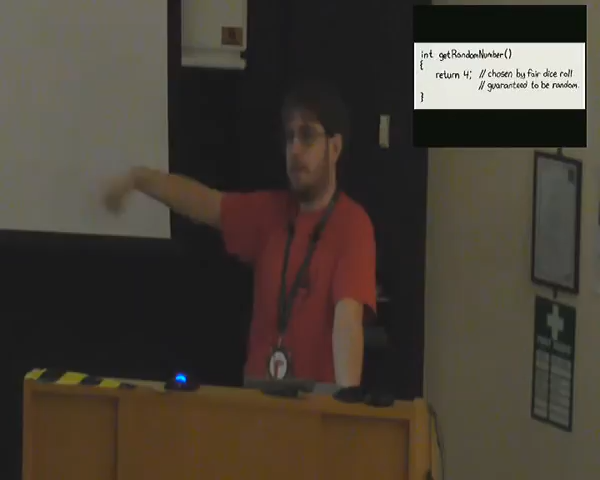 int getRandomNumber()
{
return 4; // chosen by fair dice roll.
// guaranteed to be random.
}